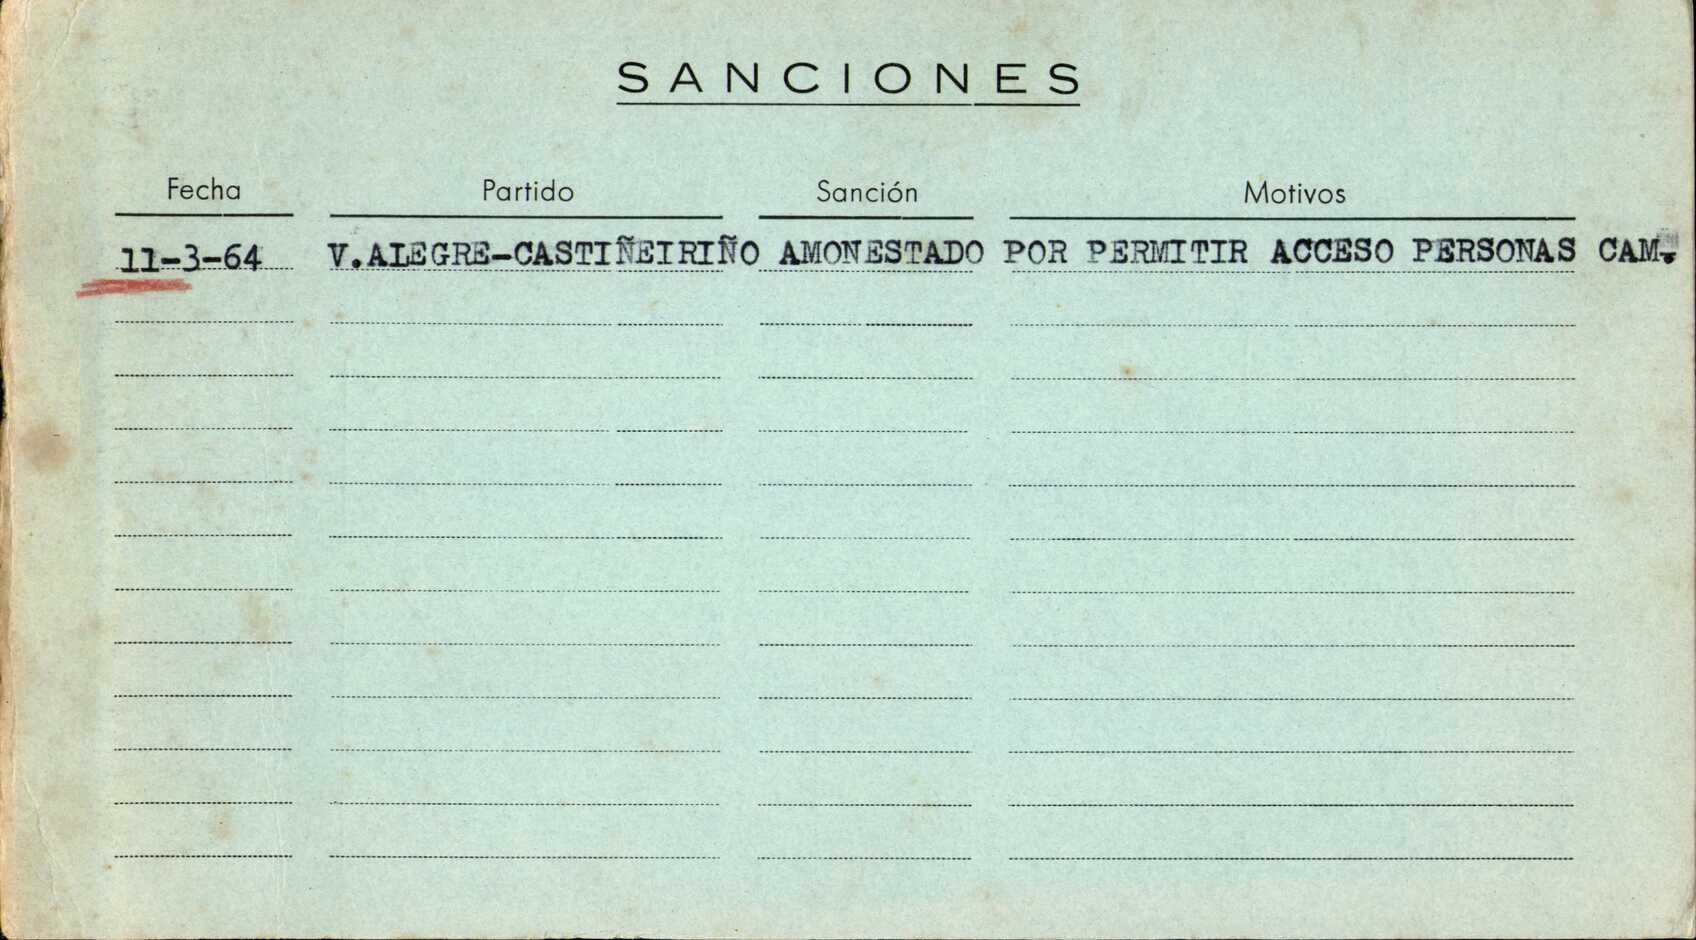 SANCIONES
Fecha Partido Sanción Motivos
11-3-64 V.ALEGRE-CASTIÑEIRIÑO AMONESTADO POR PERMITIR ACCESO PERSONAS CAM.